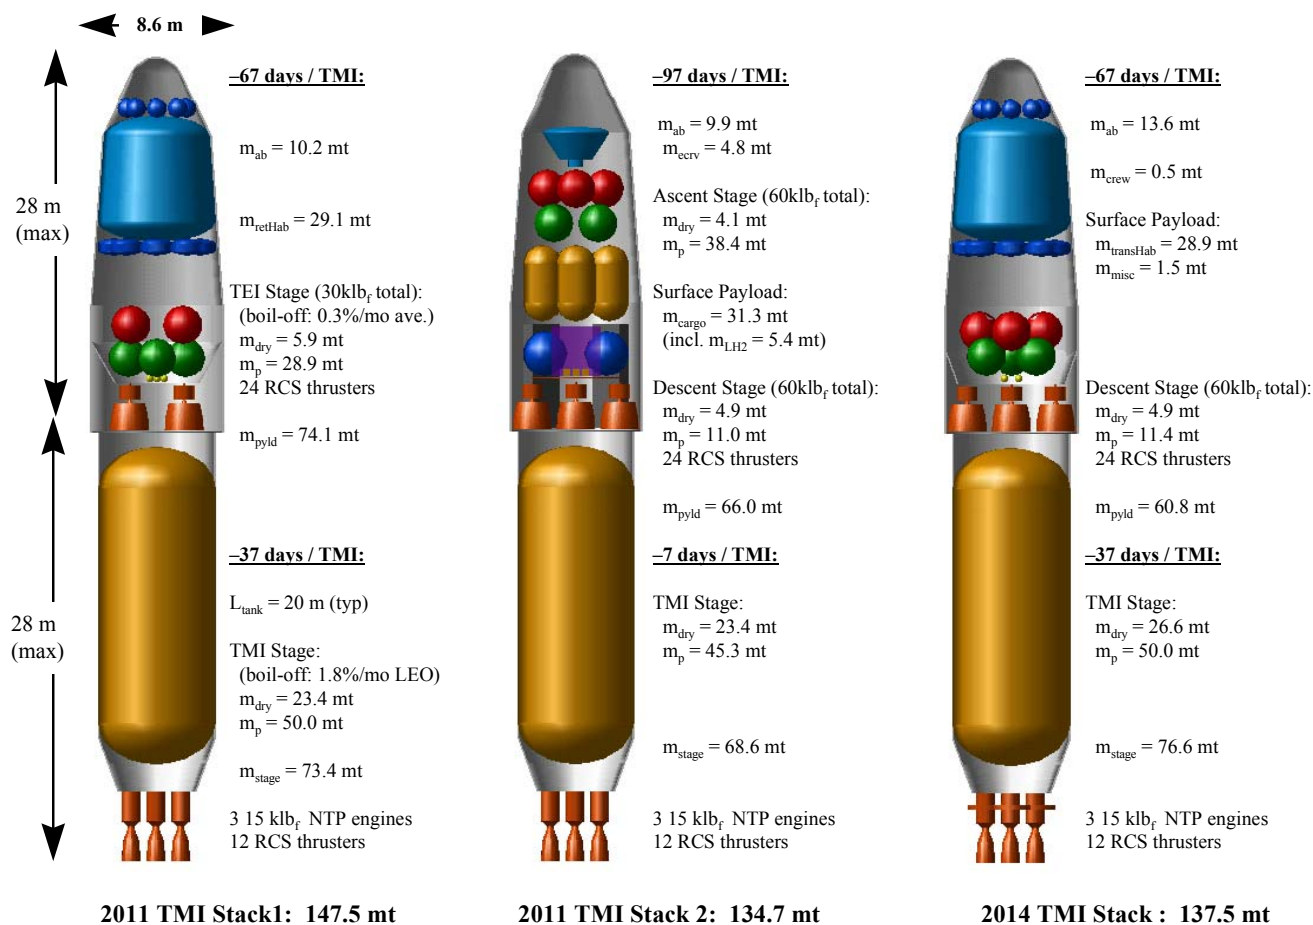 8.6 m
28 m
(max)
28 m
(max)
–67 days / TMI:
m_ab = 10.2 mt
m_retHab = 29.1 mt
TEI Stage (30klb_f total):
(boil-off: 0.3%/mo ave.)
m_dry = 5.9 mt
m_p = 28.9 mt
24 RCS thrusters
m_pyld = 74.1 mt
–37 days / TMI:
L_tank = 20 m (typ)
TMI Stage:
(boil-off: 1.8%/mo LEO)
m_dry = 23.4 mt
m_p = 50.0 mt
m_stage = 73.4 mt
3 15 klb_f NTP engines
12 RCS thrusters
2011 TMI Stack1: 147.5 mt
–97 days / TMI:
m_ab = 9.9 mt
m_ecrv = 4.8 mt
Ascent Stage (60klb_f total):
m_dry = 4.1 mt
m_p = 38.4 mt
Surface Payload:
m_cargo = 31.3 mt
(incl. m_LH2 = 5.4 mt)
Descent Stage (60klb_f total):
m_dry = 4.9 mt
m_p = 11.0 mt
24 RCS thrusters
m_pyld = 66.0 mt
–7 days / TMI:
TMI Stage:
m_dry = 23.4 mt
m_p = 45.3 mt
m_stage = 68.6 mt
3 15 klb_f NTP engines
12 RCS thrusters
2011 TMI Stack 2: 134.7 mt
–67 days / TMI:
m_ab = 13.6 mt
m_crew = 0.5 mt
Surface Payload:
m_transHab = 28.9 mt
m_misc = 1.5 mt
Descent Stage (60klb_f total):
m_dry = 4.9 mt
m_p = 11.4 mt
24 RCS thrusters
m_pyld = 60.8 mt
–37 days / TMI:
TMI Stage:
m_dry = 26.6 mt
m_p = 50.0 mt
m_stage = 76.6 mt
3 15 klb_f NTP engines
12 RCS thrusters
2014 TMI Stack : 137.5 mt